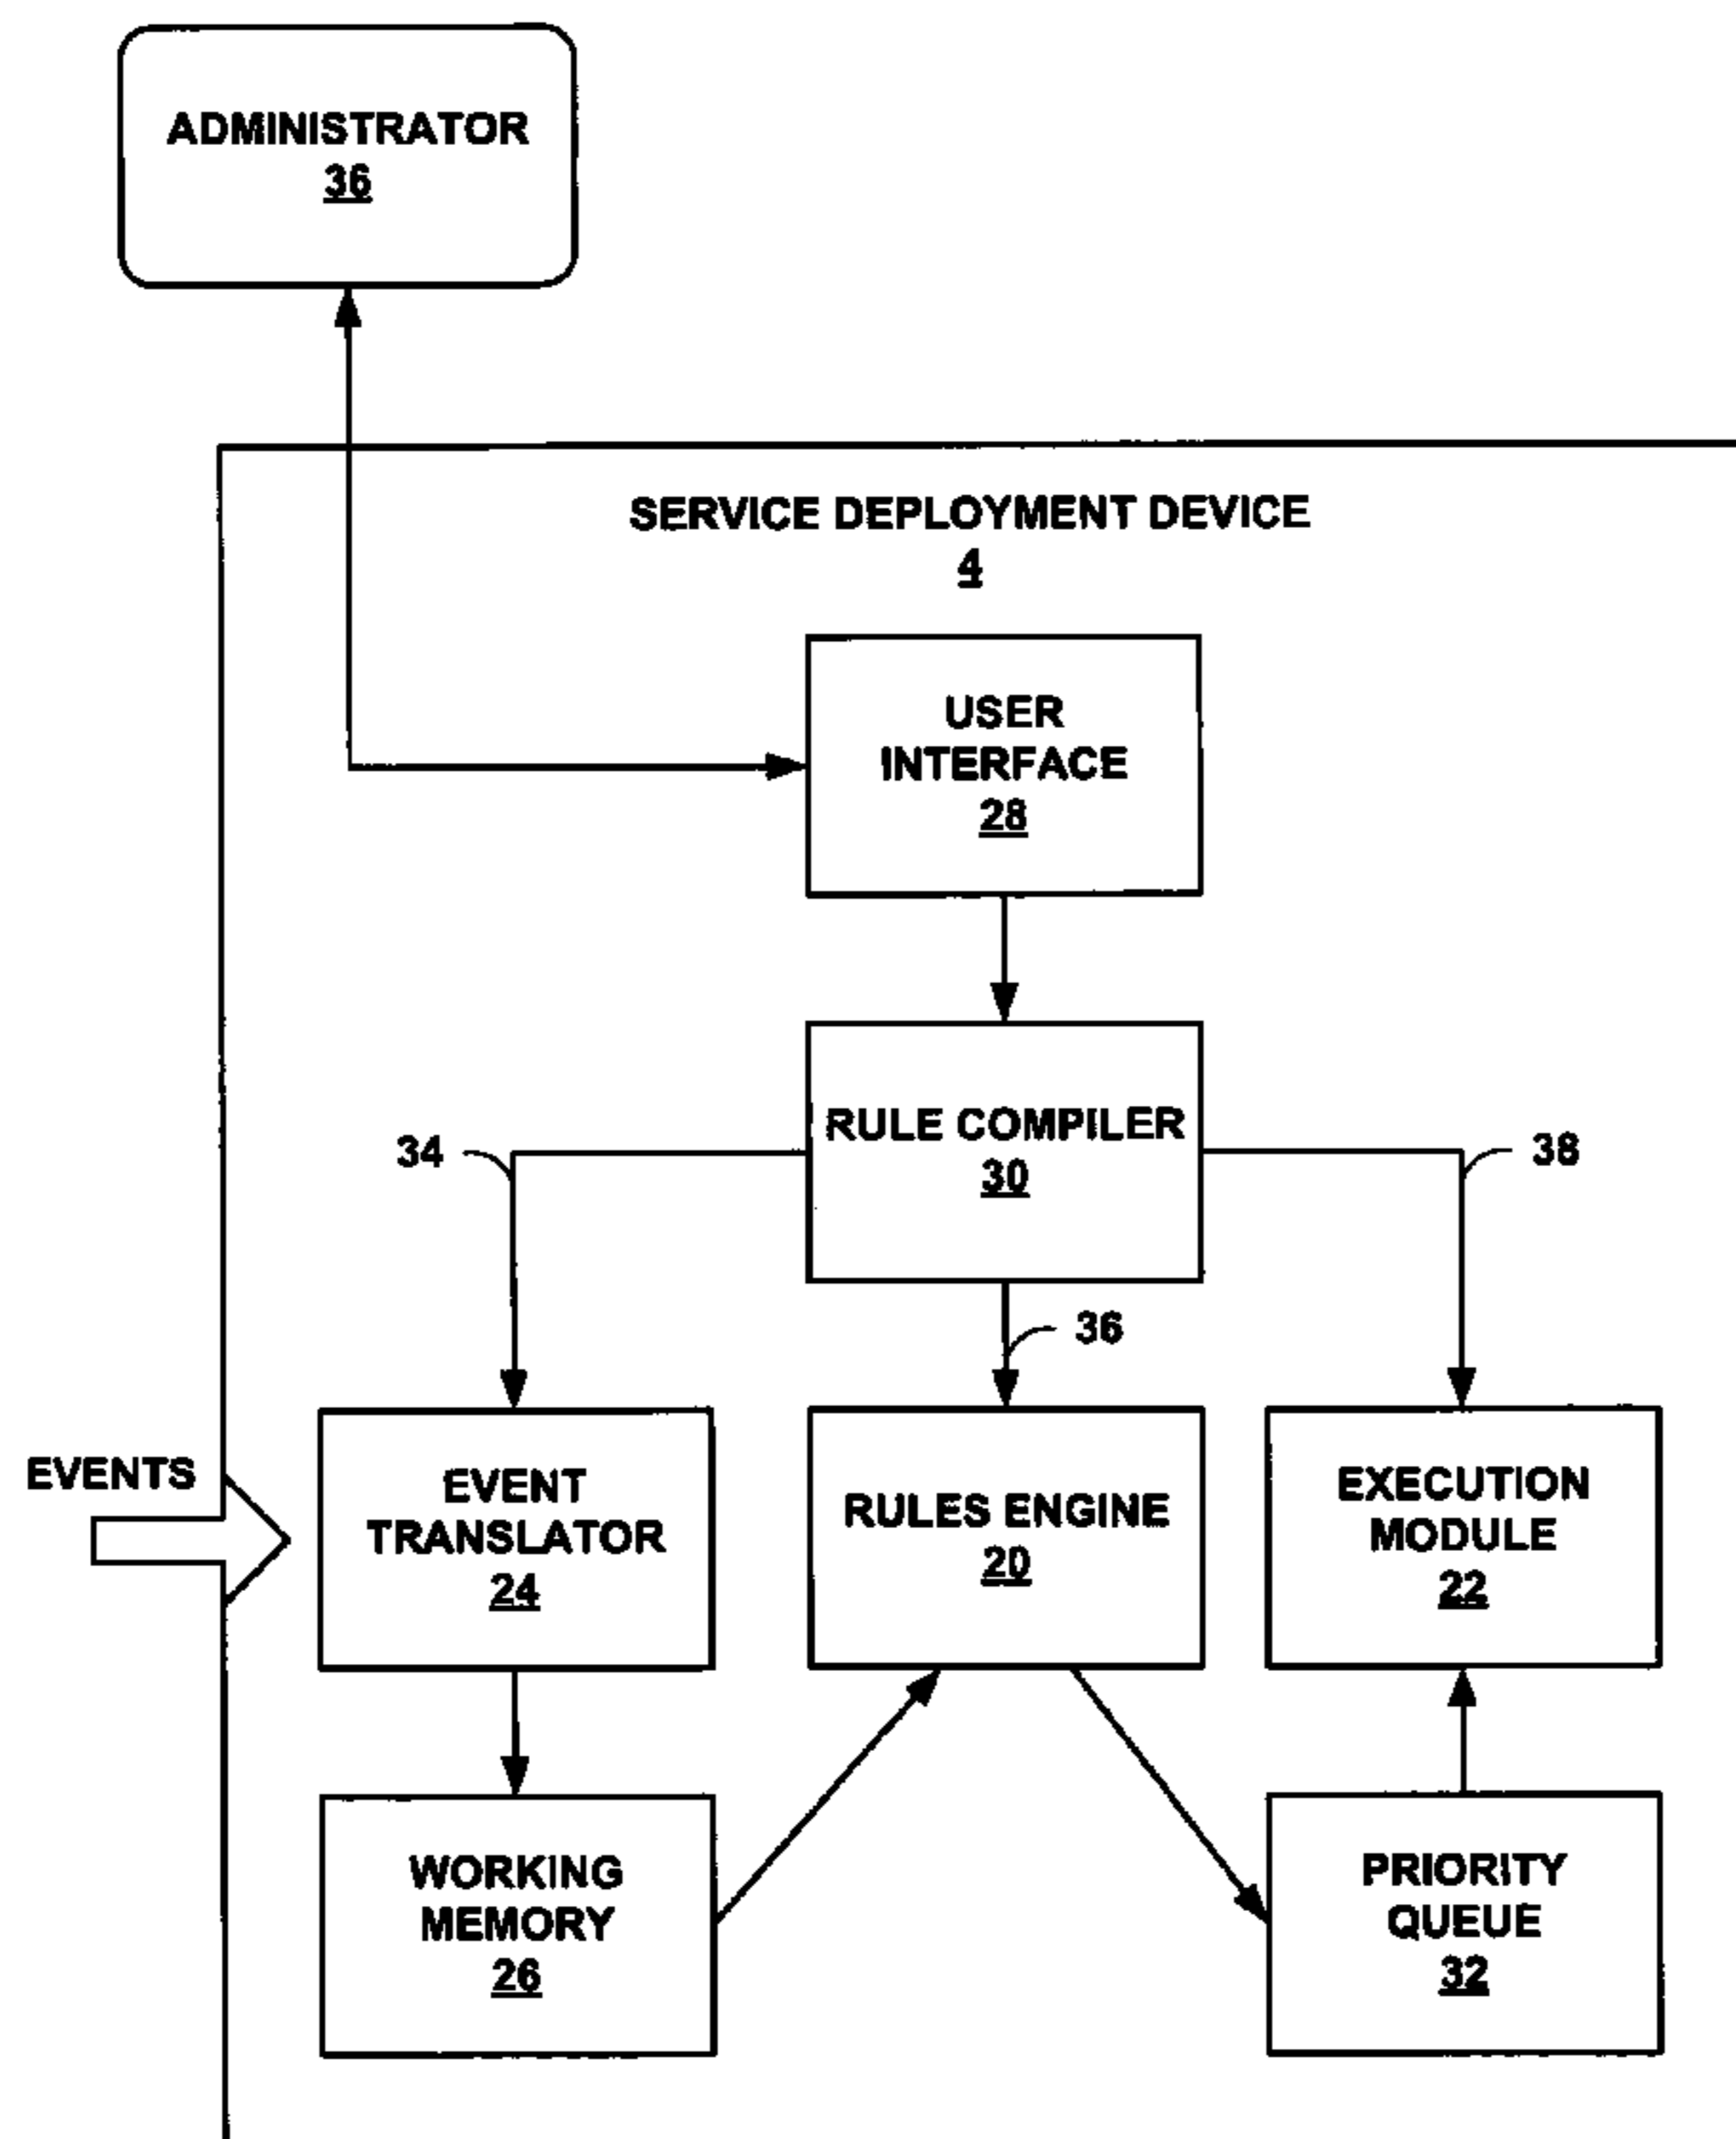 ADMINISTRATOR
36
SERVICE DEPLOYMENT DEVICE
4
USER
INTERFACE
28
RULE COMPILER
30
34
38
36
EVENTS
EVENT
TRANSLATOR
24
RULES ENGINE
20
EXECUTION
MODULE
22
WORKING
MEMORY
26
PRIORITY
QUEUE
32